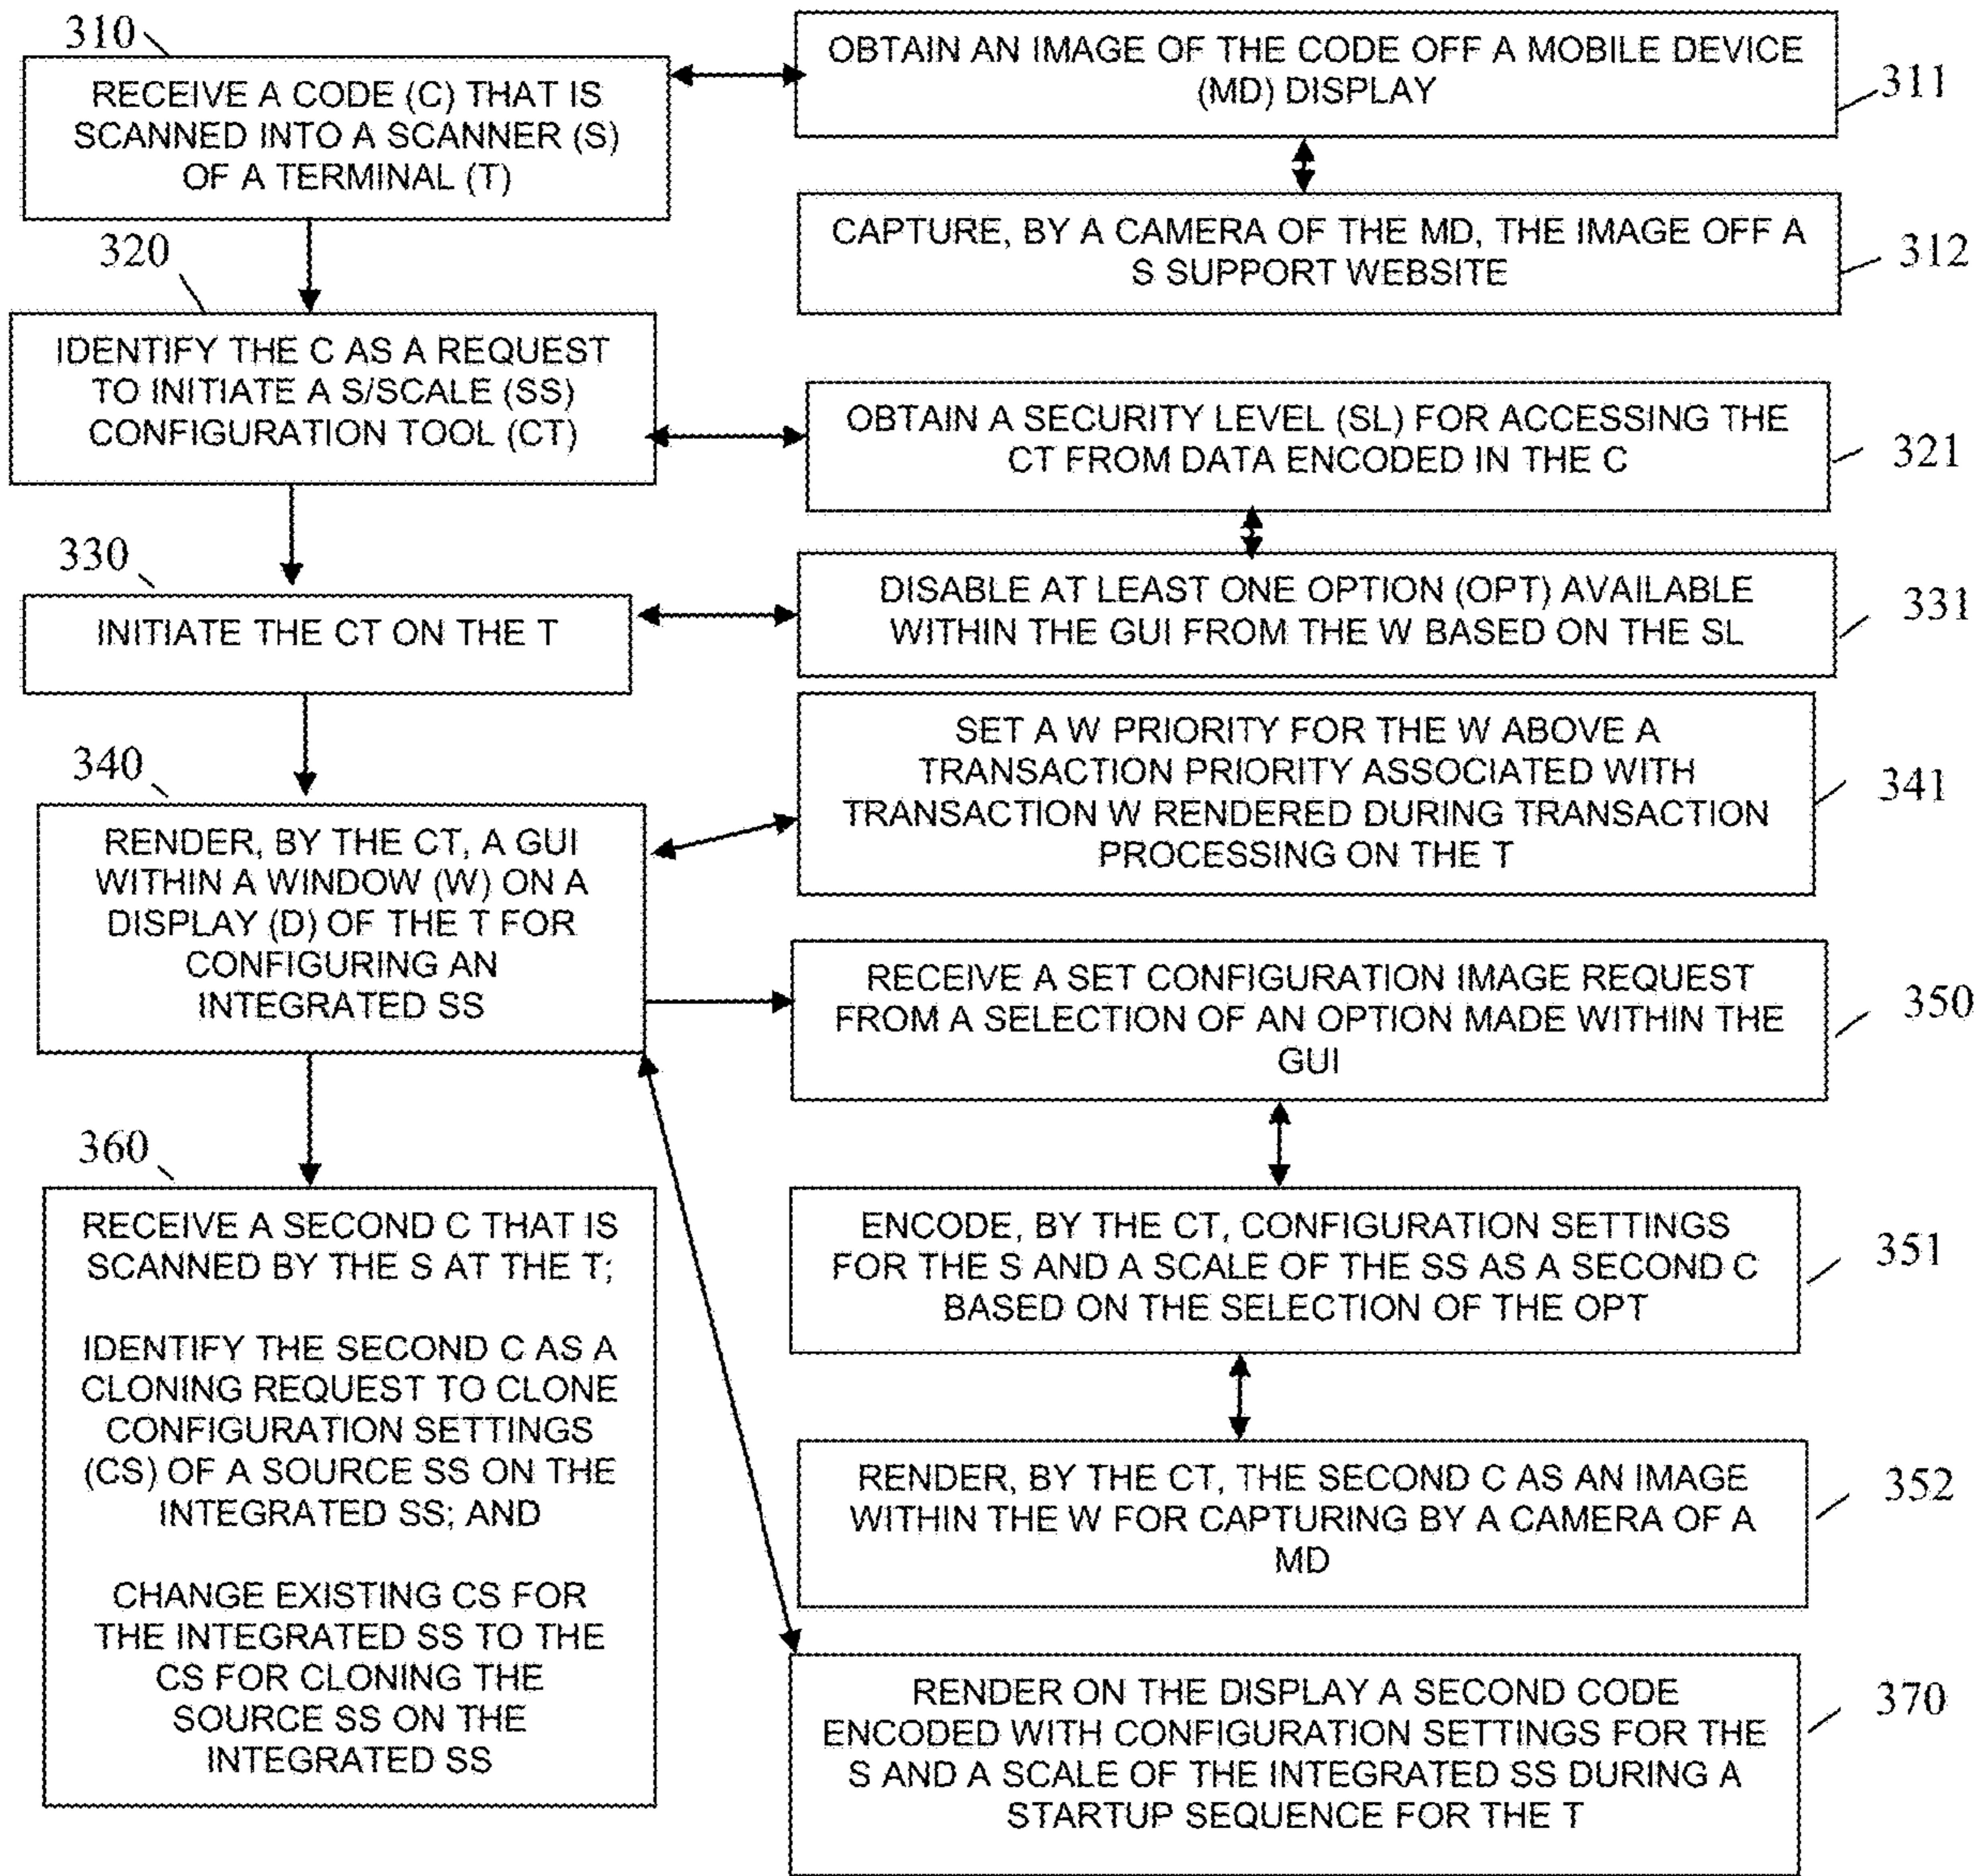 310
RECEIVE A CODE (C) THAT IS
SCANNED INTO A SCANNER (S)
OF A TERMINAL (T)
OBTAIN AN IMAGE OF THE CODE OFF A MOBILE DEVICE
(MD) DISPLAY
311
CAPTURE, BY A CAMERA OF THE MD, THE IMAGE OFF A
S SUPPORT WEBSITE
312
320
IDENTIFY THE C AS A REQUEST
TO INITIATE A S/SCALE (SS)
CONFIGURATION TOOL (CT)
OBTAIN A SECURITY LEVEL (SL) FOR ACCESSING THE
CT FROM DATA ENCODED IN THE C
321
330
INITIATE THE CT ON THE T
DISABLE AT LEAST ONE OPTION (OPT) AVAILABLE
WITHIN THE GUI FROM THE W BASED ON THE SL
331
340
RENDER, BY THE CT, A GUI
WITHIN A WINDOW (W) ON A
DISPLAY (D) OF THE T FOR
CONFIGURING AN
INTEGRATED SS
SET A W PRIORITY FOR THE W ABOVE A
TRANSACTION PRIORITY ASSOCIATED WITH
TRANSACTION W RENDERED DURING TRANSACTION
PROCESSING ON THE T
341
RECEIVE A SET CONFIGURATION IMAGE REQUEST
FROM A SELECTION OF AN OPTION MADE WITHIN THE
GUI
350
ENCODE, BY THE CT, CONFIGURATION SETTINGS
FOR THE S AND A SCALE OF THE SS AS A SECOND C
BASED ON THE SELECTION OF THE OPT
351
RENDER, BY THE CT, THE SECOND C AS AN IMAGE
WITHIN THE W FOR CAPTURING BY A CAMERA OF A
MD
352
360
RECEIVE A SECOND C THAT IS
SCANNED BY THE S AT THE T;
IDENTIFY THE SECOND C AS A
CLONING REQUEST TO CLONE
CONFIGURATION SETTINGS
(CS) OF A SOURCE SS ON THE
INTEGRATED SS; AND
CHANGE EXISTING CS FOR
THE INTEGRATED SS TO THE
CS FOR CLONING THE
SOURCE SS ON THE
INTEGRATED SS
RENDER ON THE DISPLAY A SECOND CODE
ENCODED WITH CONFIGURATION SETTINGS FOR THE
S AND A SCALE OF THE INTEGRATED SS DURING A
STARTUP SEQUENCE FOR THE T
370